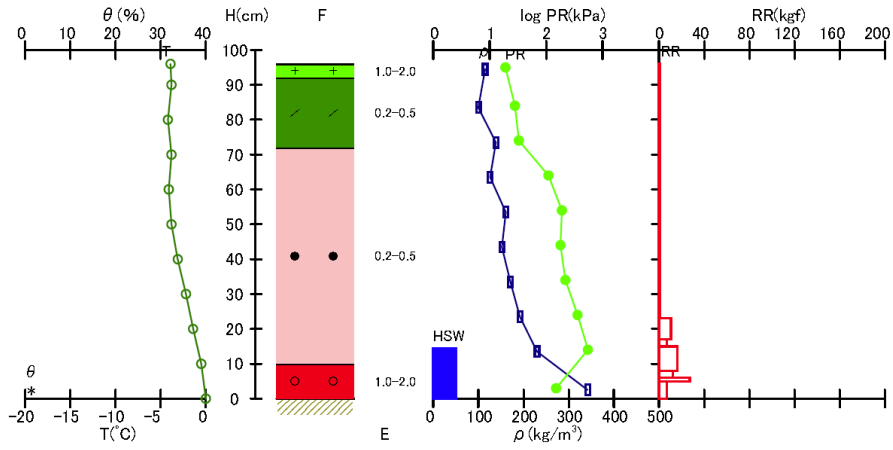 θ (%) H(cm) F log PR(kPa) RR(kgf)
0 10 20 30 40 0 1 2 3 0 40 80 120 160 200
T ρ PR RR
100
90
80
70
60
50
40
30
20
10
0
+ + 1.0-2.0
0.2-0.5
0.2-0.5
1.0-2.0
HSW
θ
*
-20 -15 -10 -5 0 0 100 200 300 400 500
T(°C) E ρ (kg/m³)